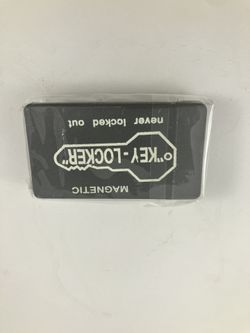 MAGNETIC
"KEY-LOCKER"
never locked out